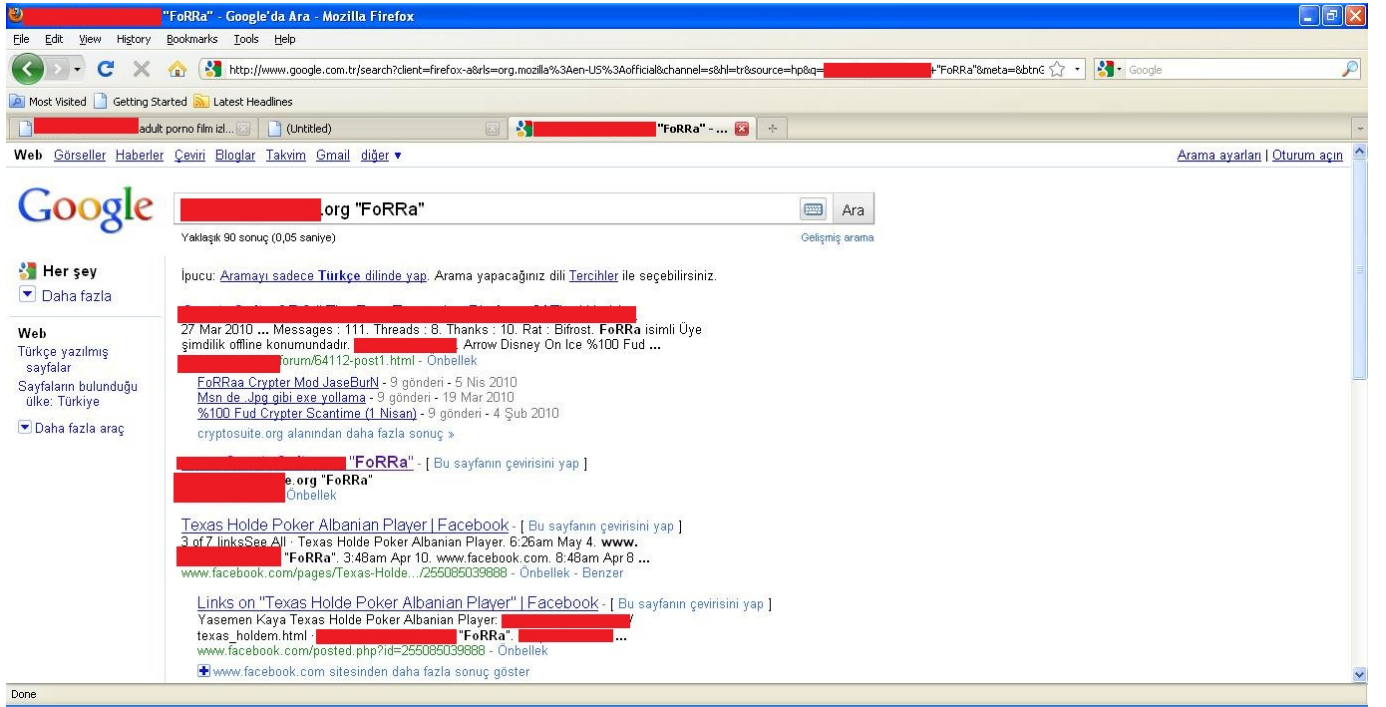 "FoRRa" - Google'da Ara - Mozilla Firefox
File Edit View History Bookmarks Tools Help
http://www.google.com.tr/search?client=firefox-a&rls=org.mozilla%3Aen-US%3Aofficial&channel=s&hl=tr&source=hp&q= +"FoRRa"&meta=&btnG Google
Most Visited Getting Started Latest Headlines
adult porno film izl... (Untitled) "FoRRa" - ...
Web Görseller Haberler Çeviri Bloglar Takvim Gmail diğer ▼ Arama ayarları | Oturum açın
Google .org "FoRRa" Ara
Yaklaşık 90 sonuç (0,05 saniye) Gelişmiş arama
Her şey
Daha fazla
Web
Türkçe yazılmış
sayfalar
Sayfaların bulunduğu
ülke: Türkiye
Daha fazla araç
İpucu: Aramayı sadece Türkçe dilinde yap. Arama yapacağınız dili Tercihler ile seçebilirsiniz.
27 Mar 2010 ... Messages : 111. Threads : 8. Thanks : 10. Rat : Bifrost. FoRRa isimli Üye
şimdilik offline konumundadır. . Arrow Disney On Ice %100 Fud ...
forum/64112-post1.html - Önbellek
FoRRaa Crypter Mod JaseBurN - 9 gönderi - 5 Nis 2010
Msn de .Jpg gibi exe yollama - 9 gönderi - 19 Mar 2010
%100 Fud Crypter Scantime (1 Nisan) - 9 gönderi - 4 Şub 2010
cryptosuite.org alanından daha fazla sonuç »
"FoRRa" - [ Bu sayfanın çevirisini yap ]
e.org "FoRRa"
Önbellek
Texas Holde Poker Albanian Player | Facebook - [ Bu sayfanın çevirisini yap ]
3 of 7 linksSee All · Texas Holde Poker Albanian Player. 6:26am May 4. www.
"FoRRa". 3:48am Apr 10. www.facebook.com. 8:48am Apr 8 ...
www.facebook.com/pages/Texas-Holde.../255085039888 - Önbellek - Benzer
Links on "Texas Holde Poker Albanian Player" | Facebook - [ Bu sayfanın çevirisini yap ]
Yasemen Kaya Texas Holde Poker Albanian Player: /
texas_holdem.html · "FoRRa". ...
www.facebook.com/posted.php?id=255085039888 - Önbellek
www.facebook.com sitesinden daha fazla sonuç göster
Done